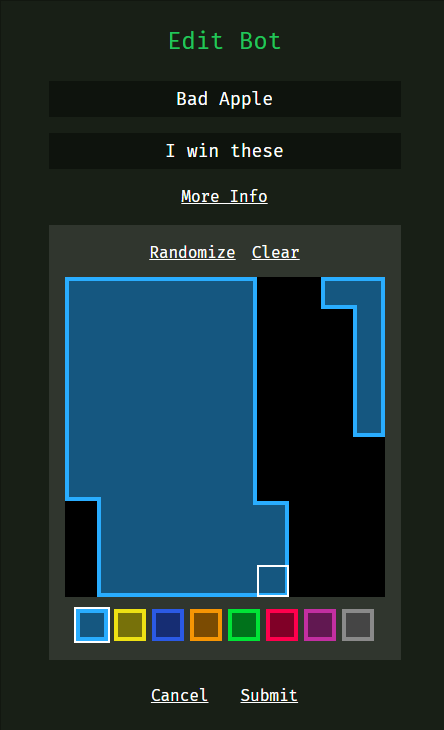 Edit Bot
Bad Apple
I win these
More Info
Randomize Clear
Cancel Submit